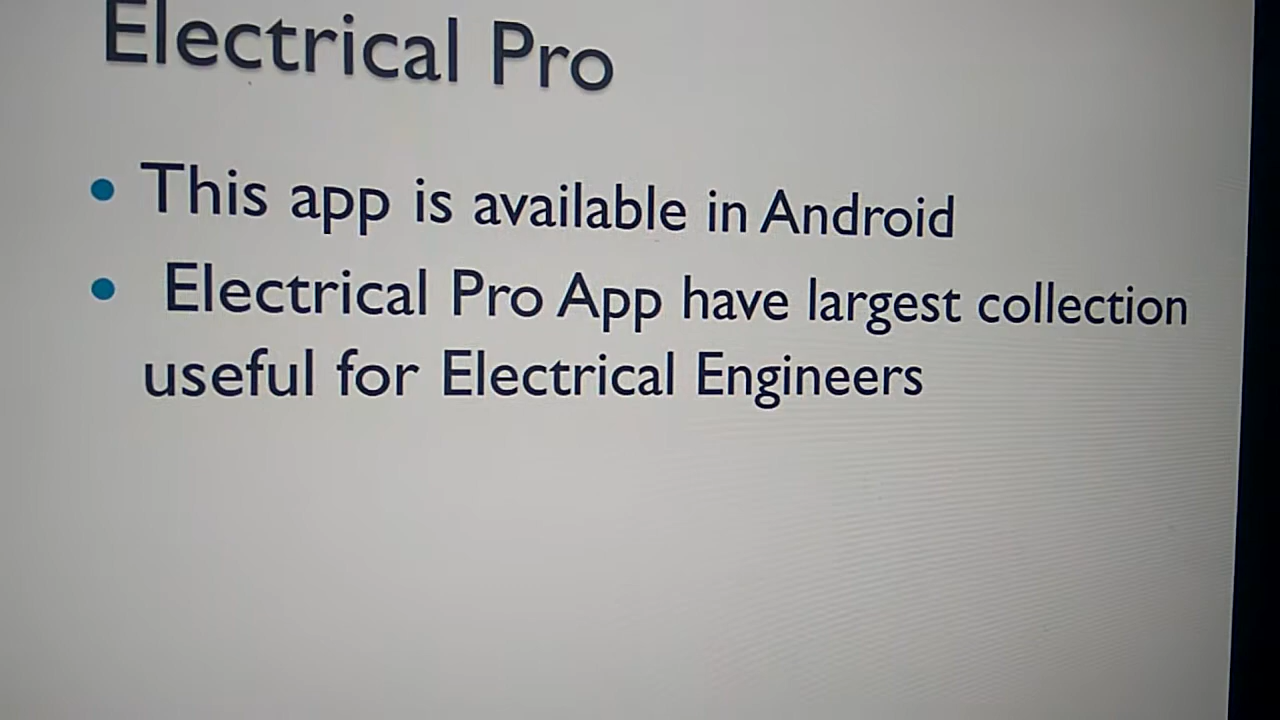 Electrical Pro
• This app is available in Android
• Electrical Pro App have largest collection
useful for Electrical Engineers